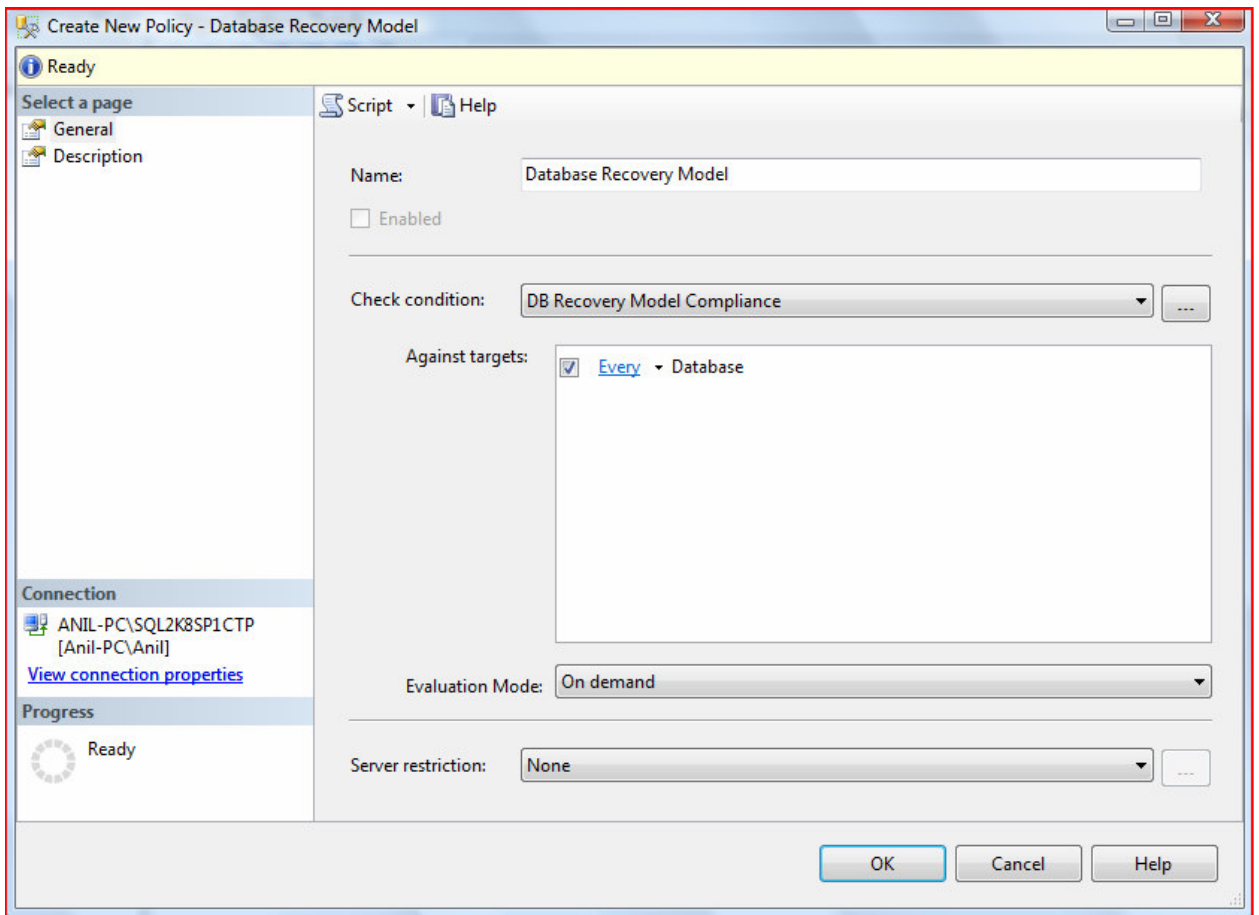 Create New Policy - Database Recovery Model
Ready
Select a page
General
Description
Script
Help
Name:
Database Recovery Model
Enabled
Check condition:
DB Recovery Model Compliance
...
Against targets:
Every Database
Evaluation Mode:
On demand
Server restriction:
None
...
Connection
ANIL-PC\SQL2K8SP1CTP
[Anil-PC\Anil]
View connection properties
Progress
Ready
OK
Cancel
Help